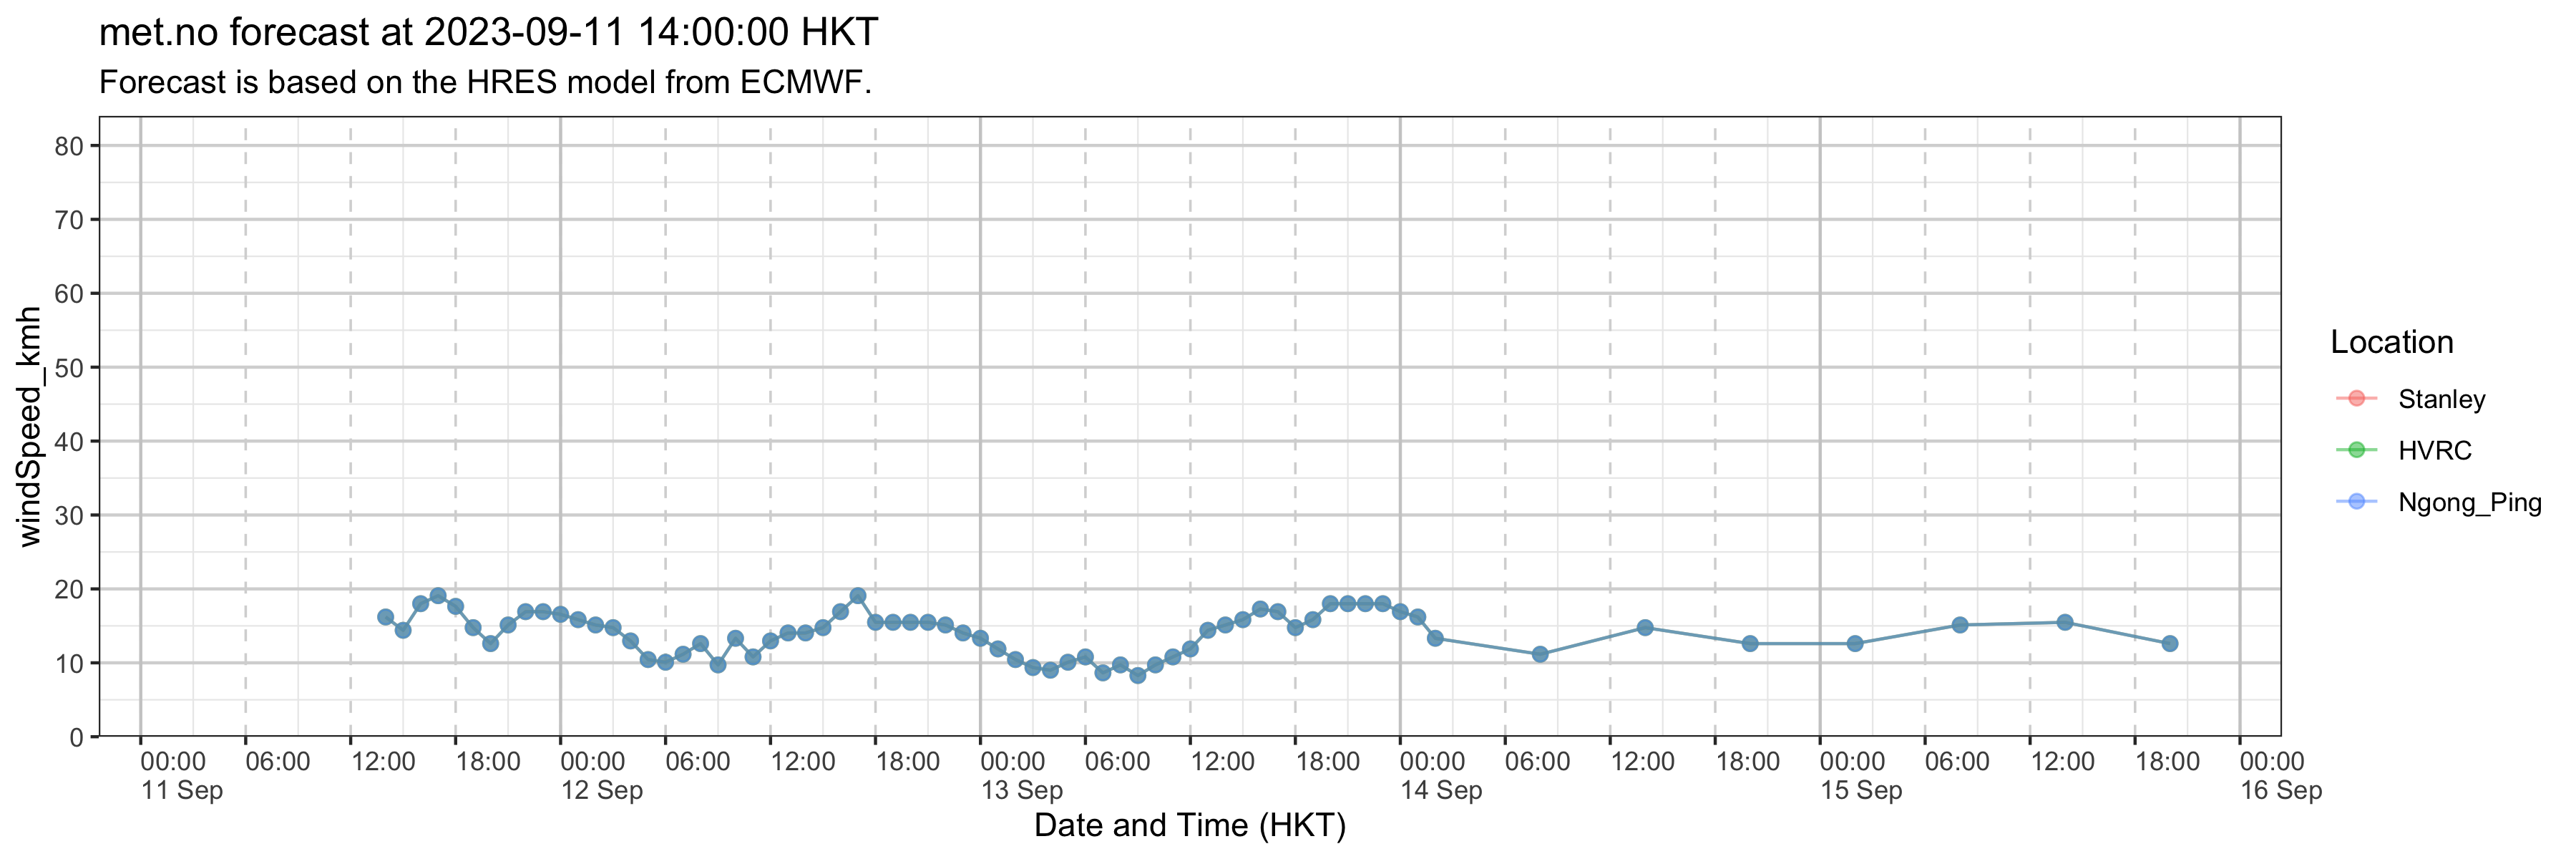 met.no forecast at 2023-09-11 14:00:00 HKT
Forecast is based on the HRES model from ECMWF.
windSpeed_kmh
80
70
60
50
40
30
20
10
0
00:00 06:00 12:00 18:00 00:00 06:00 12:00 18:00 00:00 06:00 12:00 18:00 00:00 06:00 12:00 18:00 00:00 06:00 12:00 18:00 00:00
11 Sep 12 Sep 13 Sep 14 Sep 15 Sep 16 Sep
Date and Time (HKT)
Location
Stanley
HVRC
Ngong_Ping